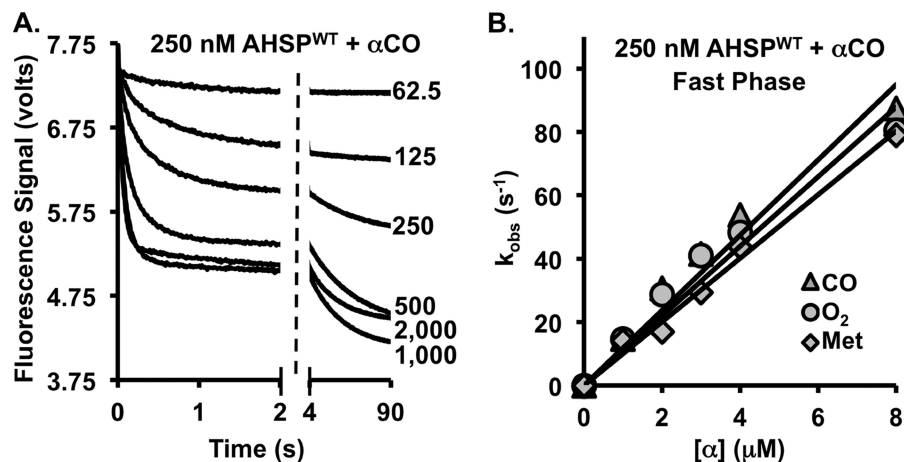 A.
250 nM AHSPᵂᵀ + αCO
Fluorescence Signal (volts)
7.75
6.75
5.75
4.75
3.75
62.5
125
250
500
2,000
1,000
0
1
2
4
90
Time (s)
B.
250 nM AHSPᵂᵀ + αCO
Fast Phase
k_obs (s⁻¹)
100
80
60
40
20
0
CO
O₂
Met
0
2
4
6
8
[α] (μM)